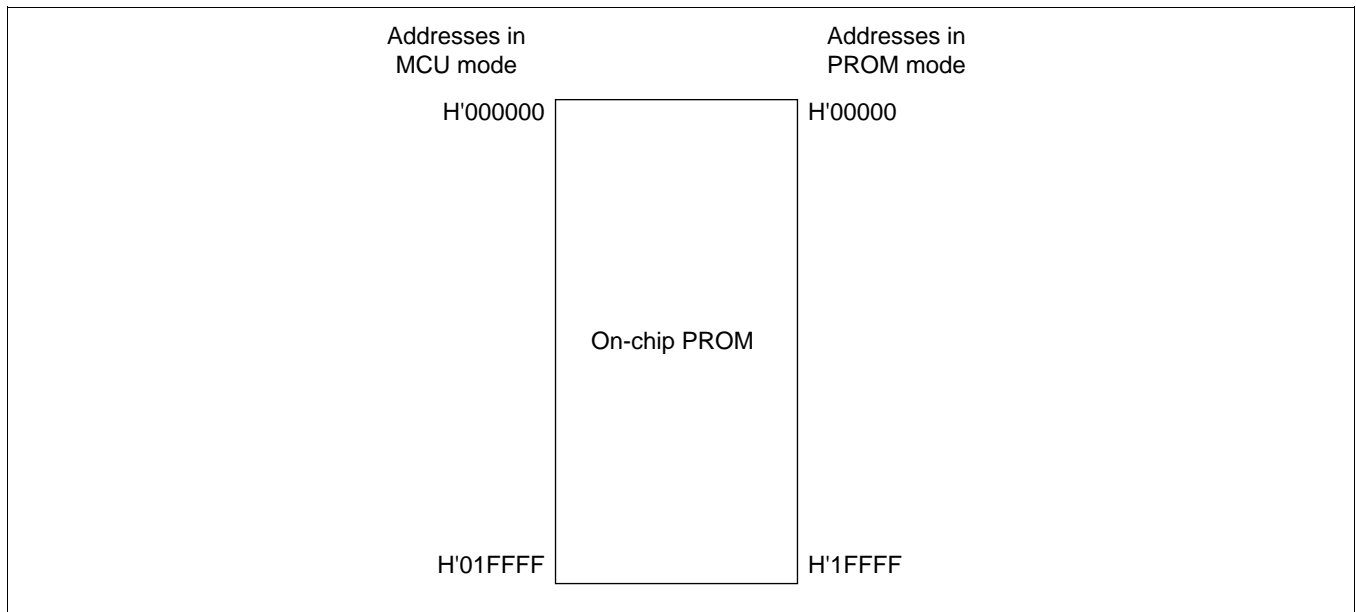 Addresses in
MCU mode
Addresses in
PROM mode
H'000000
H'00000
On-chip PROM
H'01FFFF
H'1FFFF